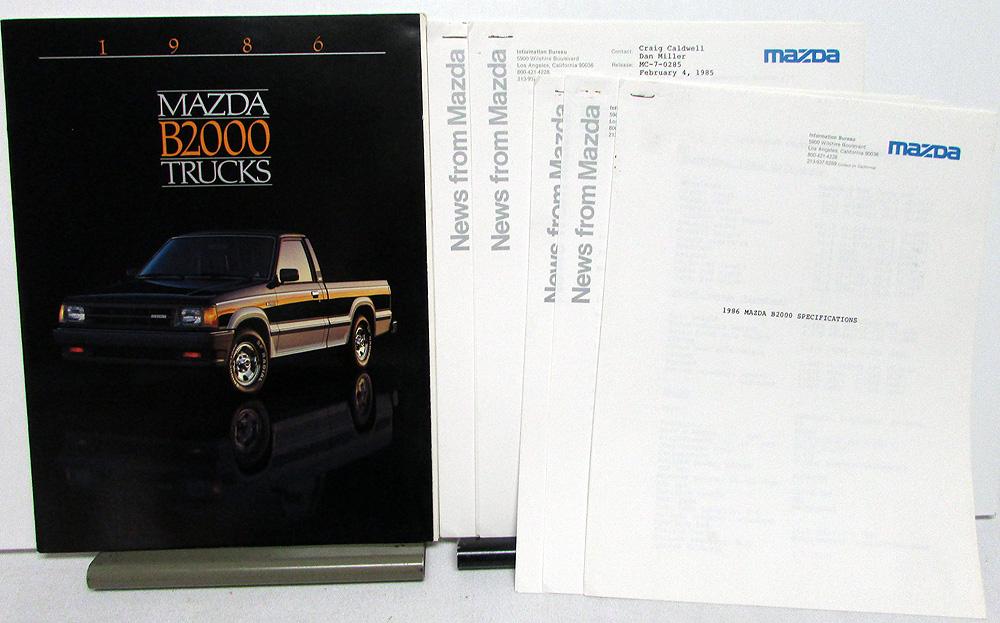 1 9 8 6
MAZDA
B2000
TRUCKS
News from Mazda
News from Mazda
Information Bureau
5900 Wilshire Boulevard
Los Angeles, California 90036
800-421-4228
Contact: Craig Caldwell
Dan Miller
Release: MC-7-0285
February 4, 1985
mazda
News from Mazda
News from Mazda
Information Bureau
5900 Wilshire Boulevard
Los Angeles, California 90036
800-421-4228
mazda
1986 MAZDA B2000 SPECIFICATIONS